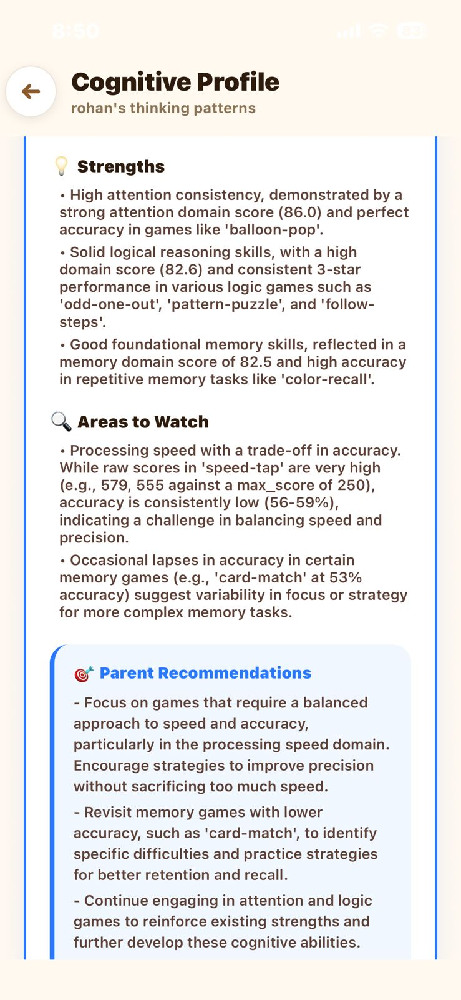 8:50
83
Cognitive Profile
rohan's thinking patterns
Strengths
• High attention consistency, demonstrated by a
strong attention domain score (86.0) and perfect
accuracy in games like 'balloon-pop'.
• Solid logical reasoning skills, with a high
domain score (82.6) and consistent 3-star
performance in various logic games such as
'odd-one-out', 'pattern-puzzle', and 'follow-
steps'.
• Good foundational memory skills, reflected in a
memory domain score of 82.5 and high accuracy
in repetitive memory tasks like 'color-recall'.
Areas to Watch
• Processing speed with a trade-off in accuracy.
While raw scores in 'speed-tap' are very high
(e.g., 579, 555 against a max_score of 250),
accuracy is consistently low (56-59%),
indicating a challenge in balancing speed and
precision.
• Occasional lapses in accuracy in certain
memory games (e.g., 'card-match' at 53%
accuracy) suggest variability in focus or strategy
for more complex memory tasks.
Parent Recommendations
- Focus on games that require a balanced
approach to speed and accuracy,
particularly in the processing speed domain.
Encourage strategies to improve precision
without sacrificing too much speed.
- Revisit memory games with lower
accuracy, such as 'card-match', to identify
specific difficulties and practice strategies
for better retention and recall.
- Continue engaging in attention and logic
games to reinforce existing strengths and
further develop these cognitive abilities.